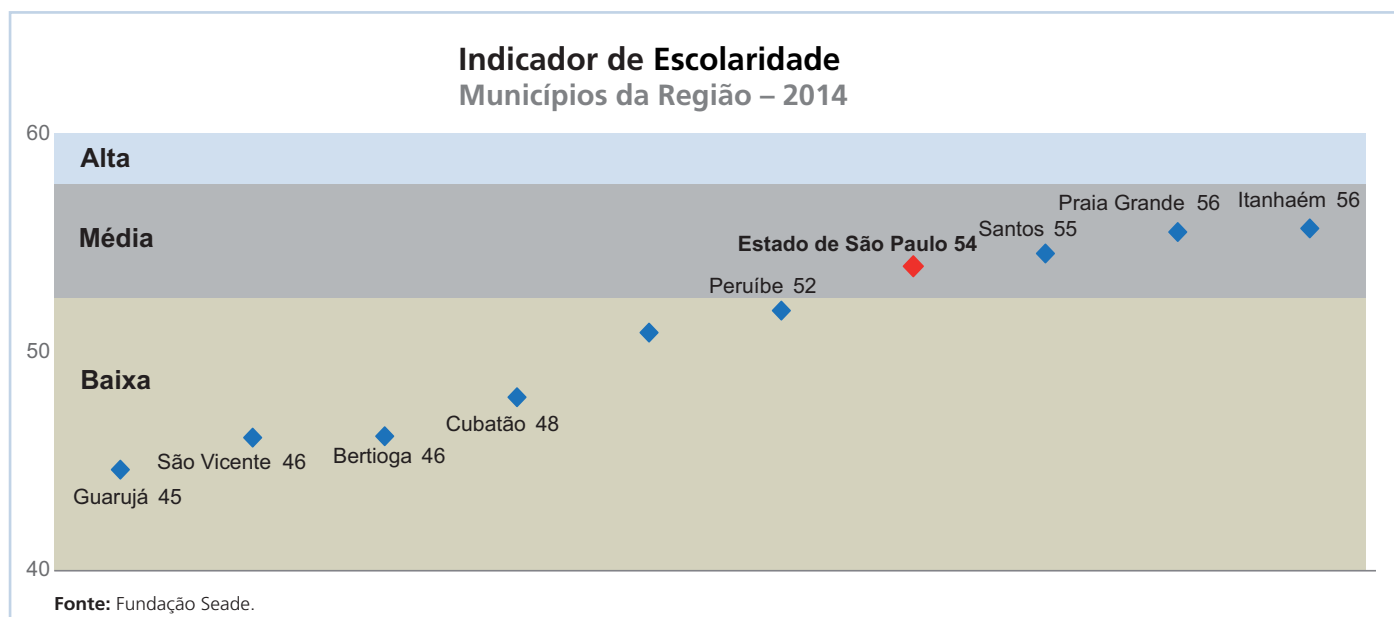 Indicador de Escolaridade
Municípios da Região – 2014
60
Alta
Praia Grande 56
Itanhaém 56
Média
Santos 55
Estado de São Paulo 54
Peruíbe 52
50
Baixa
Cubatão 48
Bertioga 46
São Vicente 46
Guarujá 45
40
Fonte: Fundação Seade.